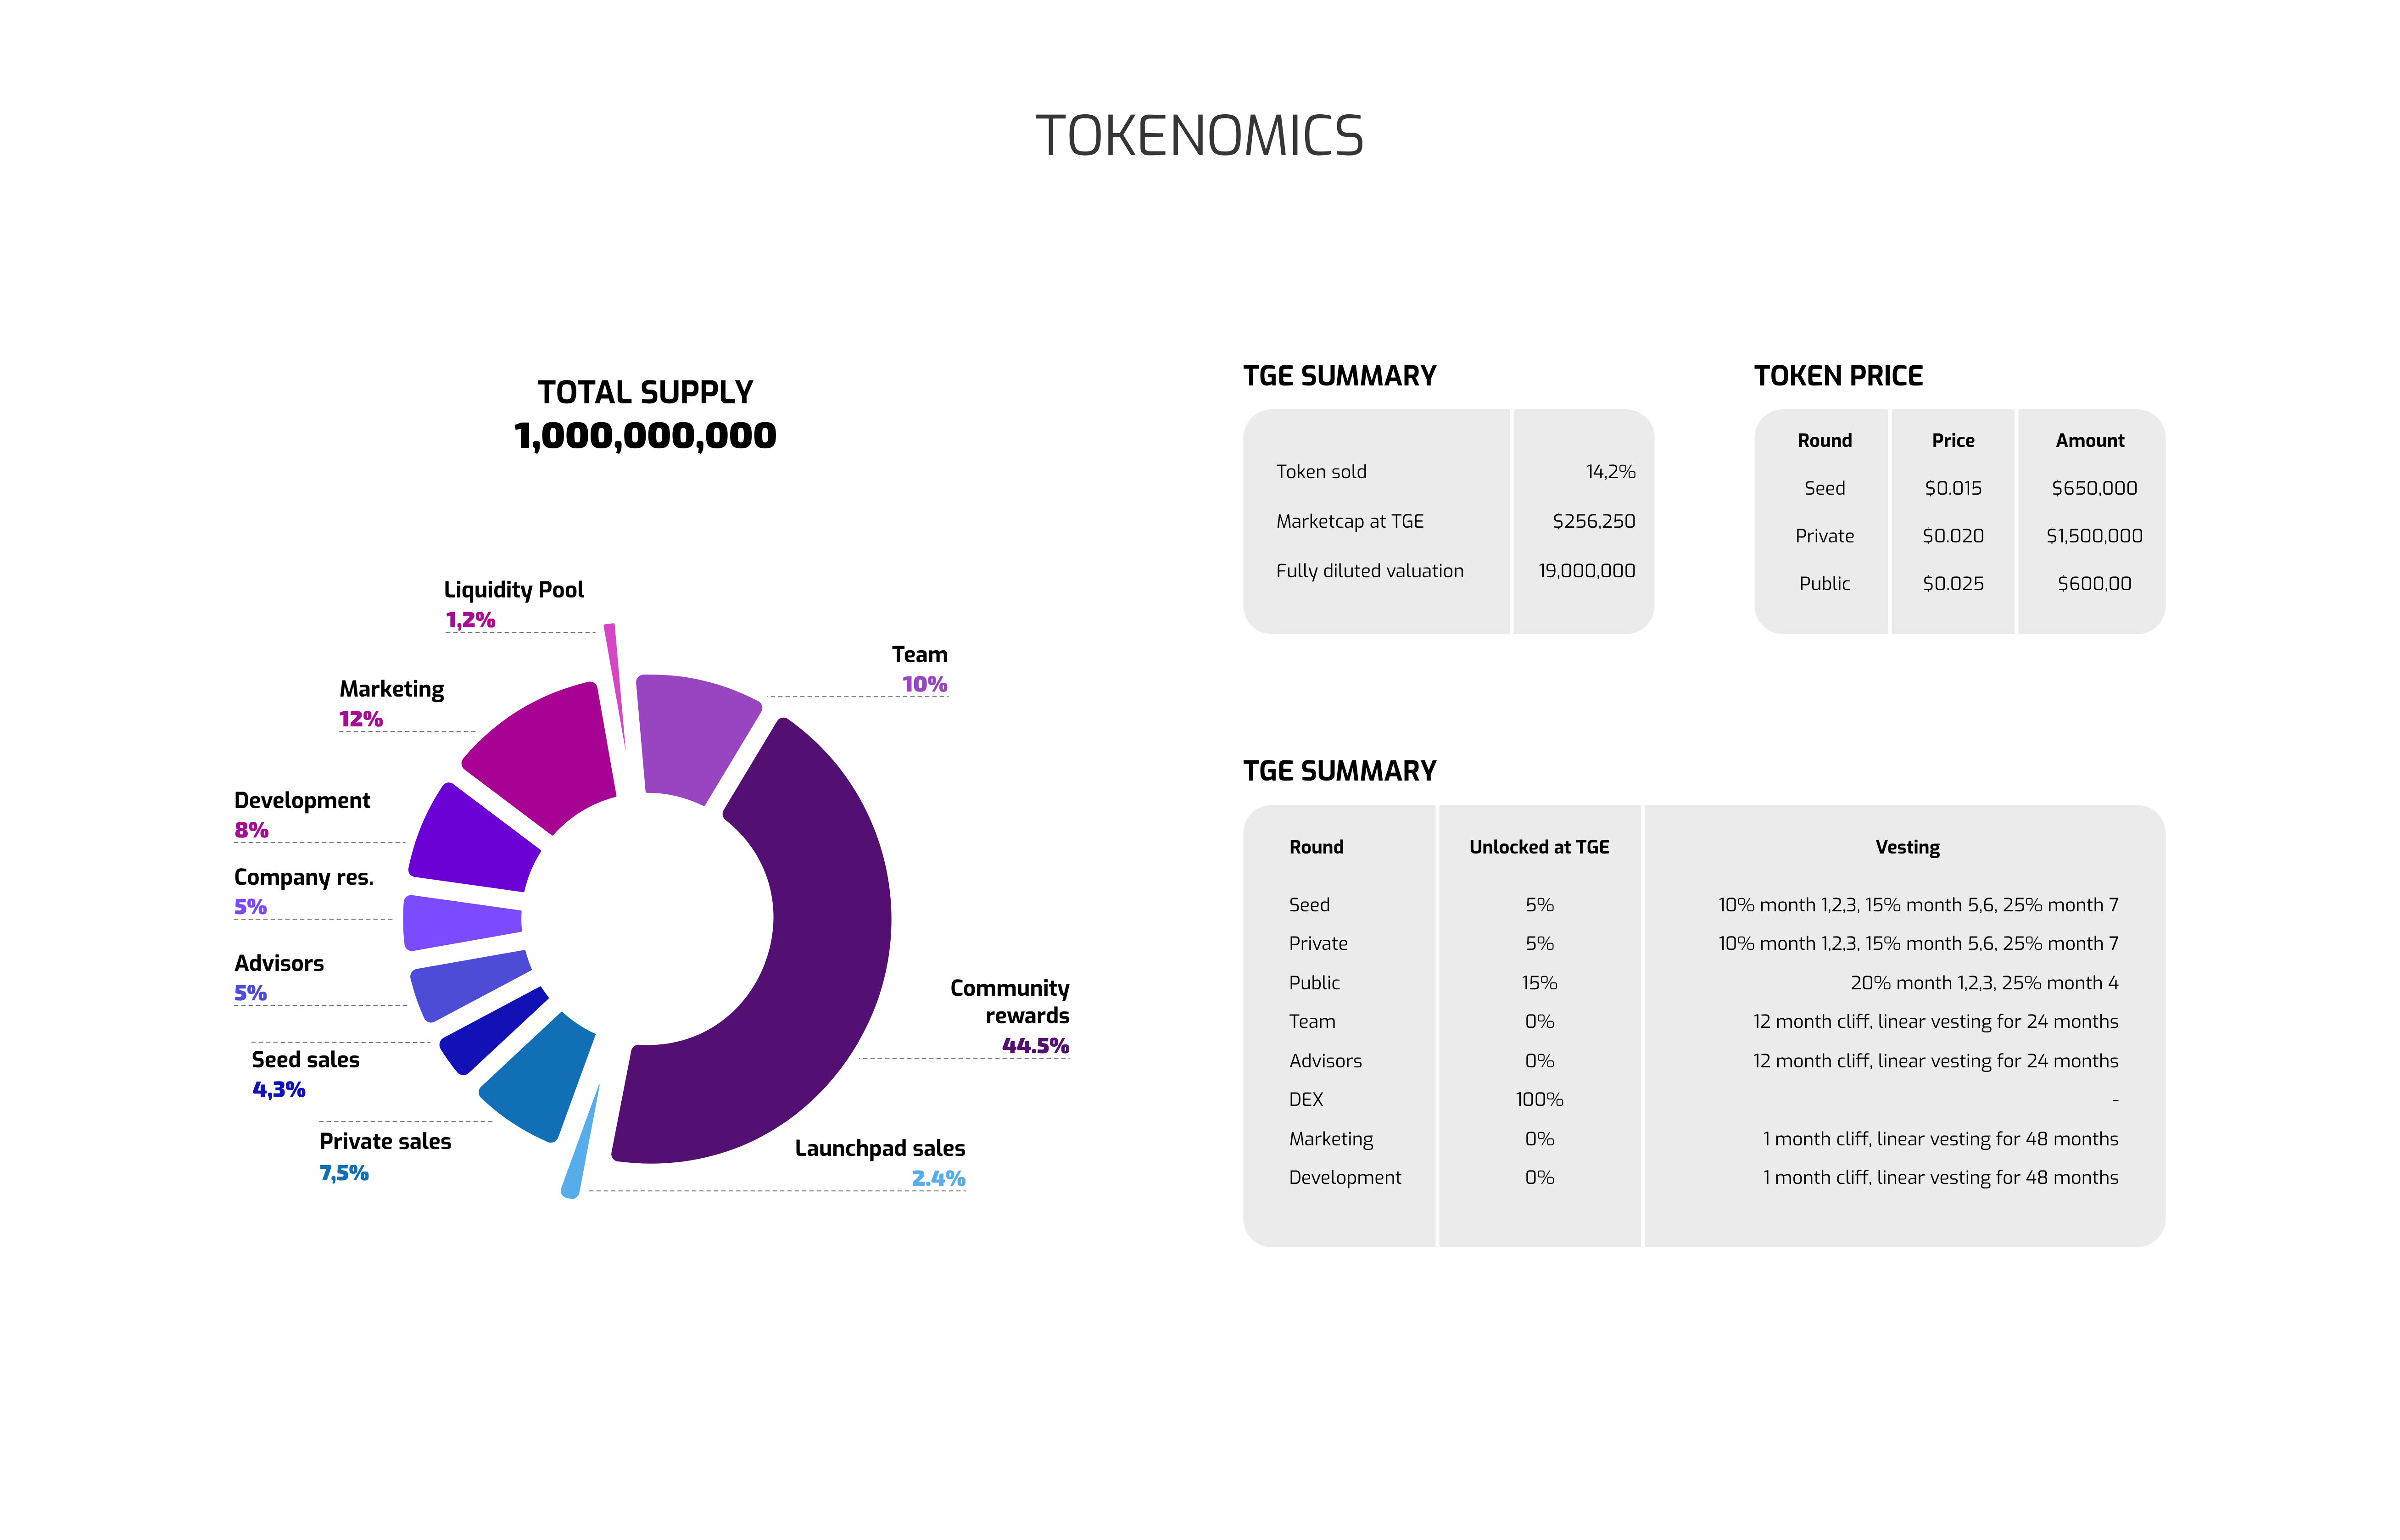 TOKENOMICS
TOTAL SUPPLY
1,000,000,000
Liquidity Pool
1,2%
Team
10%
Marketing
12%
Development
8%
Company res.
5%
Advisors
5%
Seed sales
4,3%
Private sales
7,5%
Launchpad sales
2.4%
Community
rewards
44.5%
TGE SUMMARY
Token sold 14,2%
Marketcap at TGE $256,250
Fully diluted valuation 19,000,000
TOKEN PRICE
Round Price Amount
Seed $0.015 $650,000
Private $0.020 $1,500,000
Public $0.025 $600,00
TGE SUMMARY
Round Unlocked at TGE Vesting
Seed 5% 10% month 1,2,3, 15% month 5,6, 25% month 7
Private 5% 10% month 1,2,3, 15% month 5,6, 25% month 7
Public 15% 20% month 1,2,3, 25% month 4
Team 0% 12 month cliff, linear vesting for 24 months
Advisors 0% 12 month cliff, linear vesting for 24 months
DEX 100% -
Marketing 0% 1 month cliff, linear vesting for 48 months
Development 0% 1 month cliff, linear vesting for 48 months